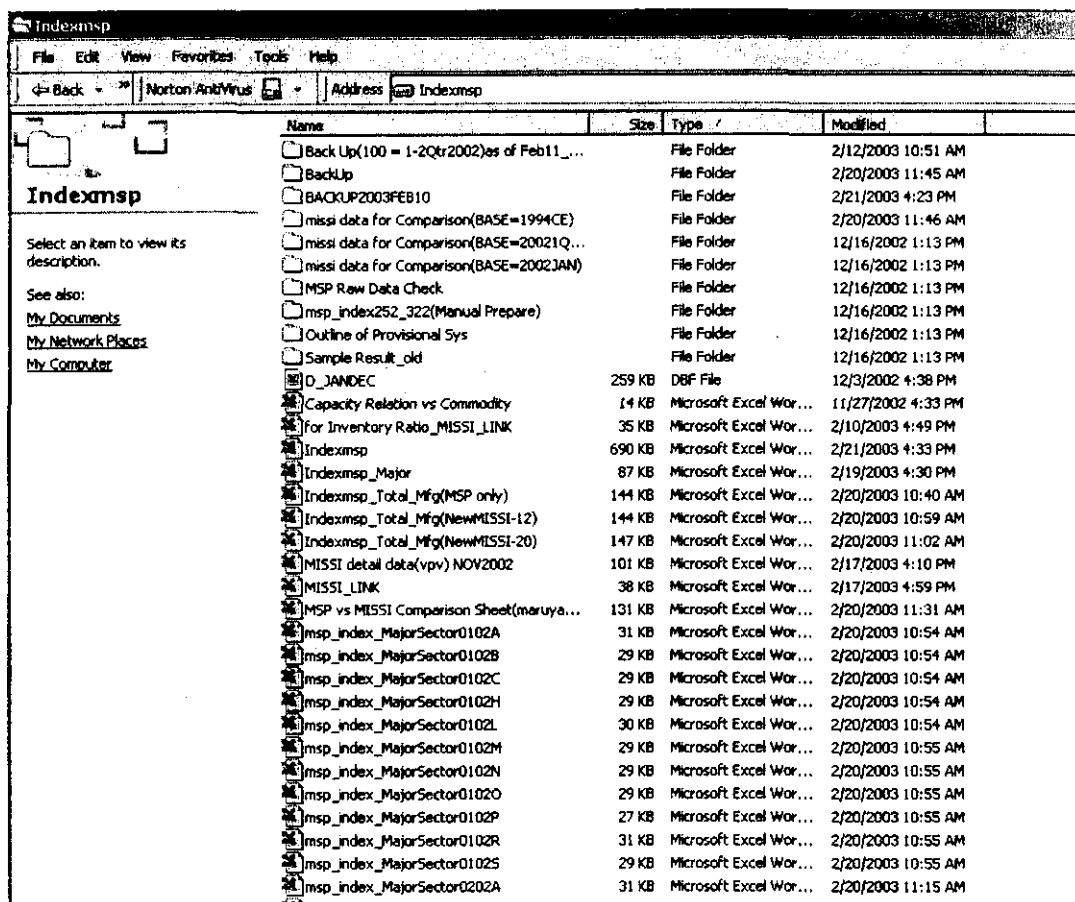 Indexmsp
File Edit View Favorites Tools Help
Back » Norton AntiVirus Address Indexmsp
Name Size Type Modified
Back Up(100 = 1-2Qtr2002)as of Feb11_... File Folder 2/12/2003 10:51 AM
BackUp File Folder 2/20/2003 11:45 AM
BACKUP2003FEB10 File Folder 2/21/2003 4:23 PM
missi data for Comparison(BASE=1994CE) File Folder 2/20/2003 11:46 AM
missi data for Comparison(BASE=20021Q... File Folder 12/16/2002 1:13 PM
missi data for Comparison(BASE=2002JAN) File Folder 12/16/2002 1:13 PM
MSP Raw Data Check File Folder 12/16/2002 1:13 PM
msp_index252_322(Manual Prepare) File Folder 12/16/2002 1:13 PM
Outline of Provisional Sys File Folder 12/16/2002 1:13 PM
Sample Result_old File Folder 12/16/2002 1:13 PM
D_JANDEC 259 KB DBF File 12/3/2002 4:38 PM
Capacity Relation vs Commodity 14 KB Microsoft Excel Wor... 11/27/2002 4:33 PM
for Inventory Ratio_MISSI_LINK 35 KB Microsoft Excel Wor... 2/10/2003 4:49 PM
Indexmsp 690 KB Microsoft Excel Wor... 2/21/2003 4:33 PM
Indexmsp_Major 87 KB Microsoft Excel Wor... 2/19/2003 4:30 PM
Indexmsp_Total_Mfg(MSP only) 144 KB Microsoft Excel Wor... 2/20/2003 10:40 AM
Indexmsp_Total_Mfg(NewMISSI-12) 144 KB Microsoft Excel Wor... 2/20/2003 10:59 AM
Indexmsp_Total_Mfg(NewMISSI-20) 147 KB Microsoft Excel Wor... 2/20/2003 11:02 AM
MISSI detail data(vpv) NOV2002 101 KB Microsoft Excel Wor... 2/17/2003 4:10 PM
MISSI_LINK 38 KB Microsoft Excel Wor... 2/17/2003 4:59 PM
MSP vs MISSI Comparison Sheet(maruya... 131 KB Microsoft Excel Wor... 2/20/2003 11:31 AM
msp_index_MajorSector0102A 31 KB Microsoft Excel Wor... 2/20/2003 10:54 AM
msp_index_MajorSector0102B 29 KB Microsoft Excel Wor... 2/20/2003 10:54 AM
msp_index_MajorSector0102C 29 KB Microsoft Excel Wor... 2/20/2003 10:54 AM
msp_index_MajorSector0102H 29 KB Microsoft Excel Wor... 2/20/2003 10:54 AM
msp_index_MajorSector0102L 30 KB Microsoft Excel Wor... 2/20/2003 10:54 AM
msp_index_MajorSector0102M 29 KB Microsoft Excel Wor... 2/20/2003 10:55 AM
msp_index_MajorSector0102N 29 KB Microsoft Excel Wor... 2/20/2003 10:55 AM
msp_index_MajorSector0102O 29 KB Microsoft Excel Wor... 2/20/2003 10:55 AM
msp_index_MajorSector0102P 27 KB Microsoft Excel Wor... 2/20/2003 10:55 AM
msp_index_MajorSector0102R 31 KB Microsoft Excel Wor... 2/20/2003 10:55 AM
msp_index_MajorSector0102S 29 KB Microsoft Excel Wor... 2/20/2003 10:55 AM
msp_index_MajorSector0202A 31 KB Microsoft Excel Wor... 2/20/2003 11:15 AM
Indexmsp
Select an item to view its
description.
See also:
My Documents
My Network Places
My Computer